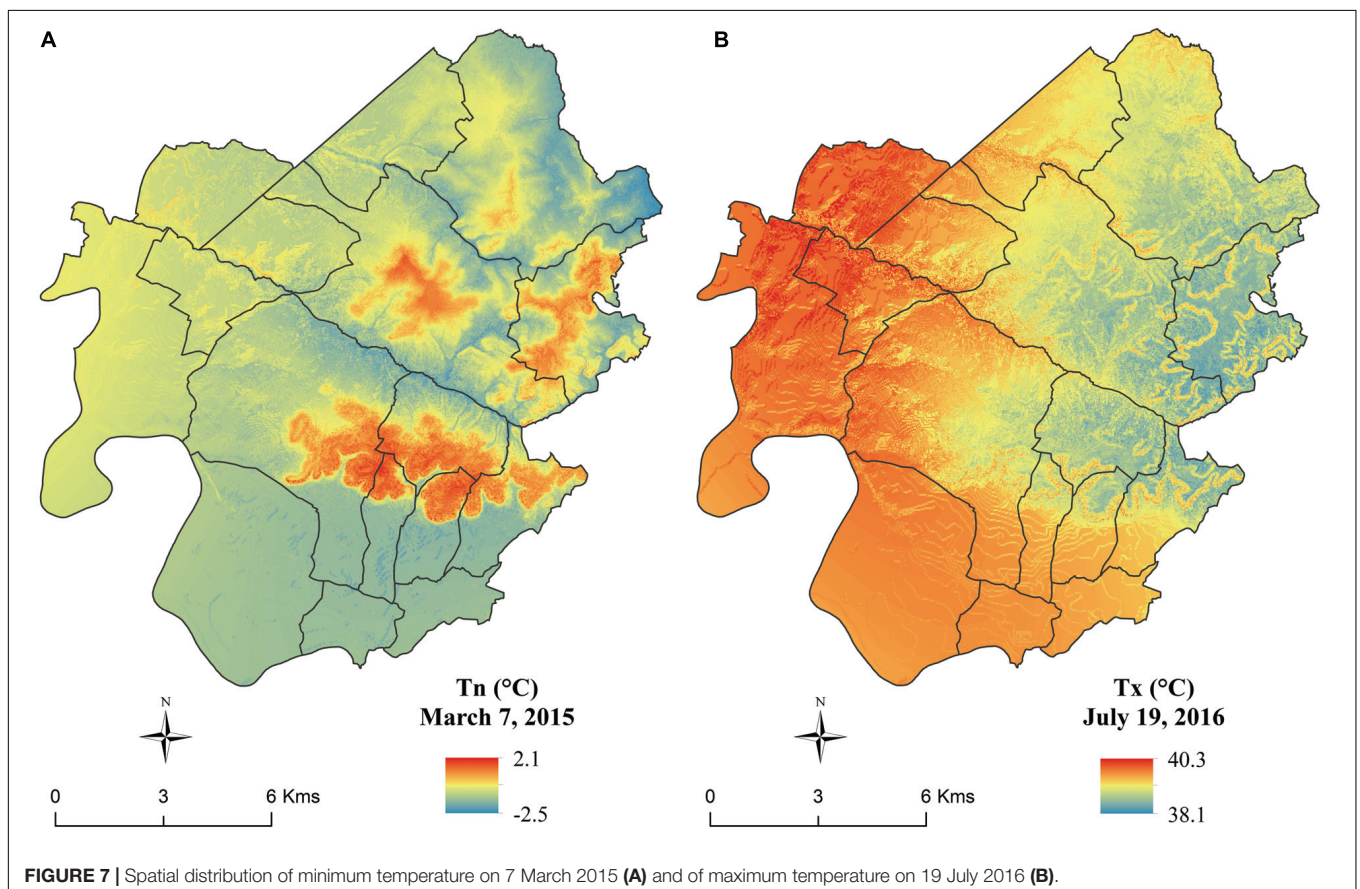 A
B
Tn (°C)
March 7, 2015
N
2.1
-2.5
0 3 6 Kms
Tx (°C)
July 19, 2016
N
40.3
38.1
0 3 6 Kms
FIGURE 7 | Spatial distribution of minimum temperature on 7 March 2015 (A) and of maximum temperature on 19 July 2016 (B).